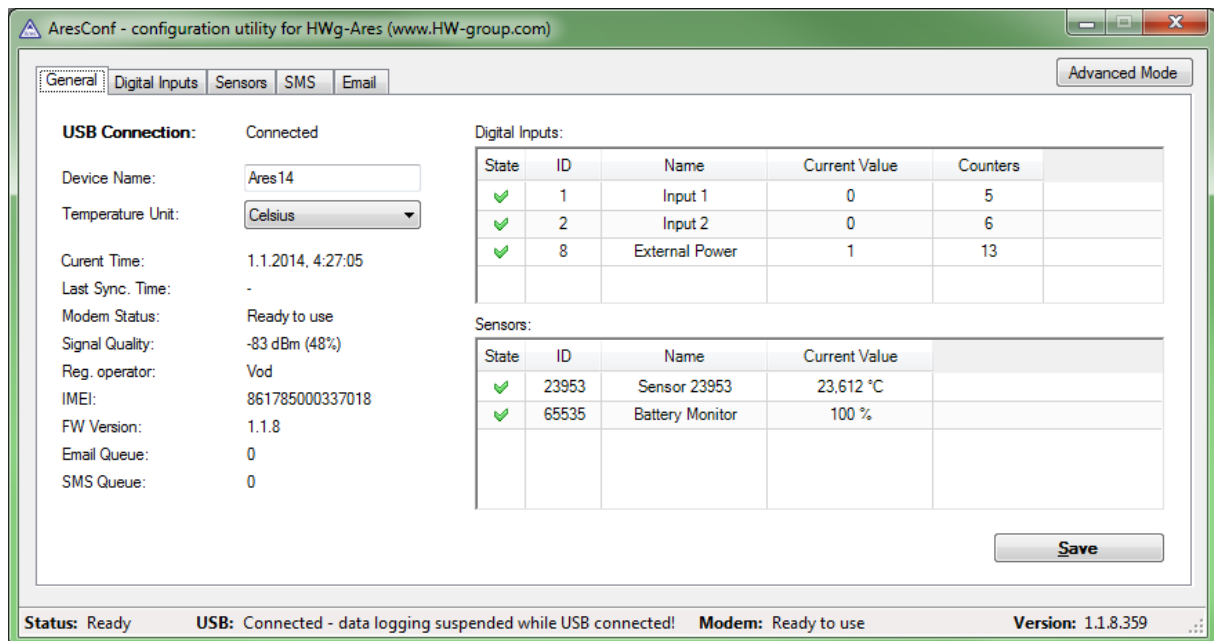 AresConf - configuration utility for HWg-Ares (www.HW-group.com)
General Digital Inputs Sensors SMS Email Advanced Mode
USB Connection: Connected
Device Name: Ares14
Temperature Unit: Celsius
Curent Time: 1.1.2014, 4:27:05
Last Sync. Time: -
Modem Status: Ready to use
Signal Quality: -83 dBm (48%)
Reg. operator: Vod
IMEI: 861785000337018
FW Version: 1.1.8
Email Queue: 0
SMS Queue: 0
Digital Inputs:
State ID Name Current Value Counters
1 Input 1 0 5
2 Input 2 0 6
8 External Power 1 13
Sensors:
State ID Name Current Value
23953 Sensor 23953 23,612 °C
65535 Battery Monitor 100 %
Save
Status: Ready USB: Connected - data logging suspended while USB connected! Modem: Ready to use Version: 1.1.8.359